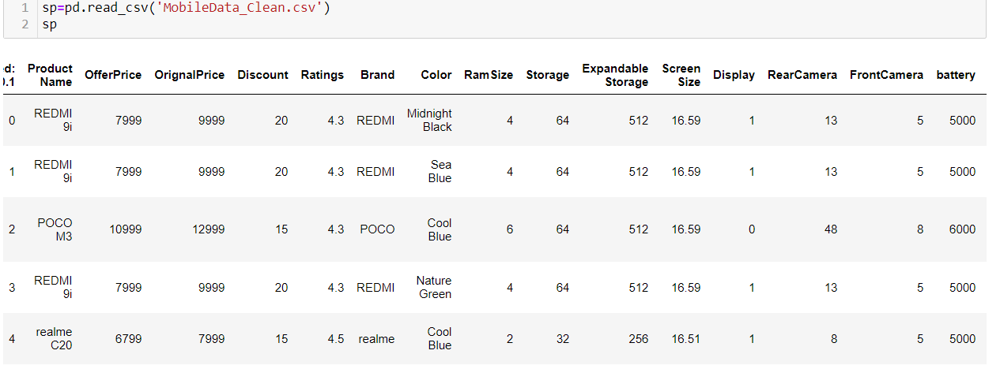 1 sp=pd.read_csv('MobileData_Clean.csv')
2 sp
d: Product Expandable Screen
.1 Name OfferPrice OrignalPrice Discount Ratings Brand Color RamSize Storage Storage Size Display RearCamera FrontCamera battery
0 REDMI 9i 7999 9999 20 4.3 REDMI Midnight Black 4 64 512 16.59 1 13 5 5000
1 REDMI 9i 7999 9999 20 4.3 REDMI Sea Blue 4 64 512 16.59 1 13 5 5000
2 POCO M3 10999 12999 15 4.3 POCO Cool Blue 6 64 512 16.59 0 48 8 6000
3 REDMI 9i 7999 9999 20 4.3 REDMI Nature Green 4 64 512 16.59 1 13 5 5000
4 realme C20 6799 7999 15 4.5 realme Cool Blue 2 32 256 16.51 1 8 5 5000